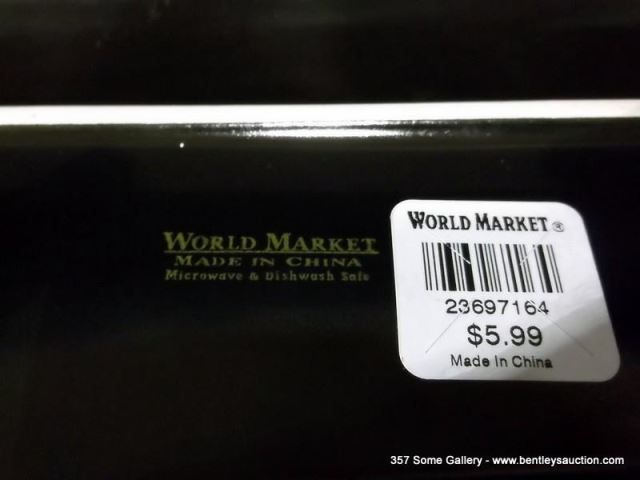 WORLD MARKET
MADE IN CHINA
Microwave & Dishwash Safe
WORLD MARKET®
23697164
$5.99
Made In China
357 Some Gallery - www.bentleysauction.com